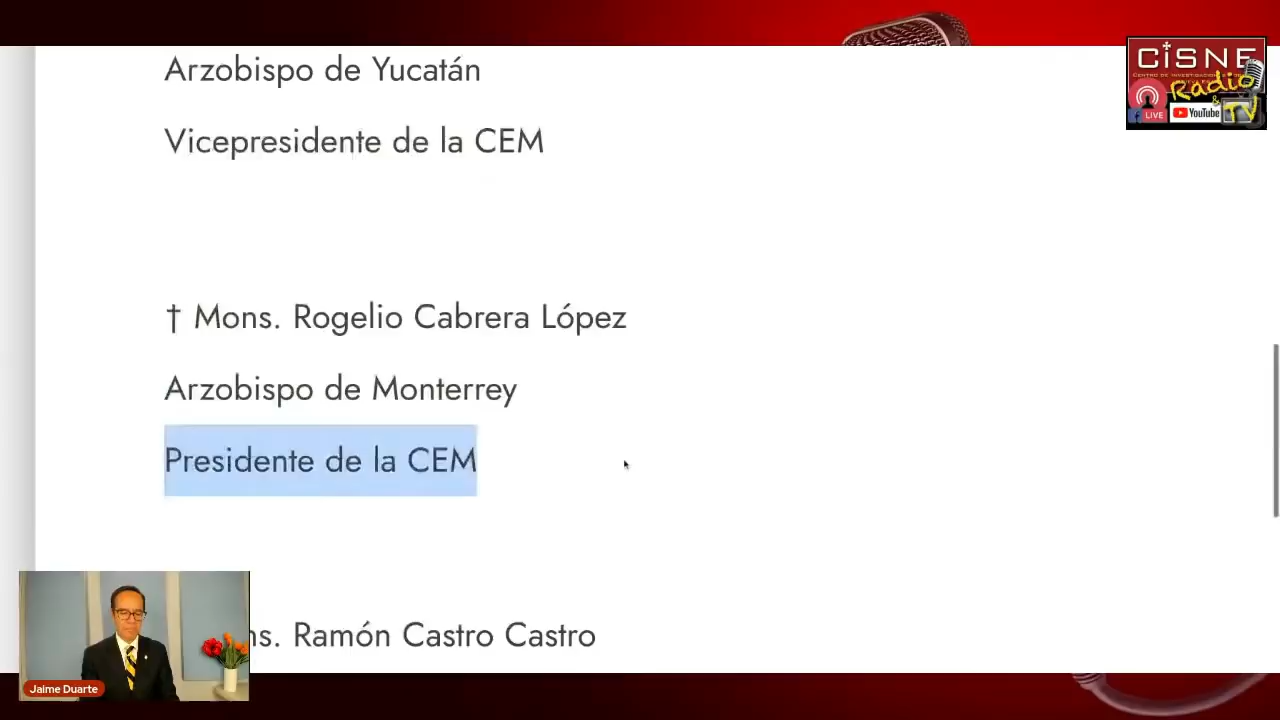 Arzobispo de Yucatán
Vicepresidente de la CEM
† Mons. Rogelio Cabrera López
Arzobispo de Monterrey
Presidente de la CEM
ns. Ramón Castro Castro
Jaime Duarte
CISNE
Radio
&
TV
LIVE
YouTube